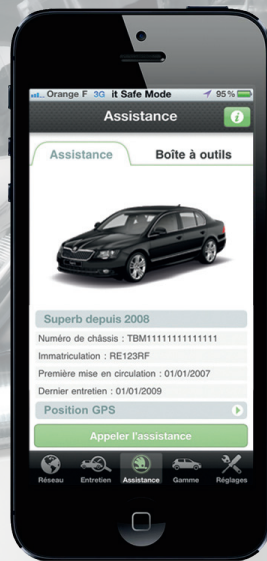 Orange F 3G it Safe Mode 95 %
Assistance
Assistance Boîte à outils
Superb depuis 2008
Numéro de châssis : TBM11111111111111
Immatriculation : RE123RF
Première mise en circulation : 01/01/2007
Dernier entretien : 01/01/2009
Position GPS
Appeler l'assistance
Réseau Entretien Assistance Gamme Réglages